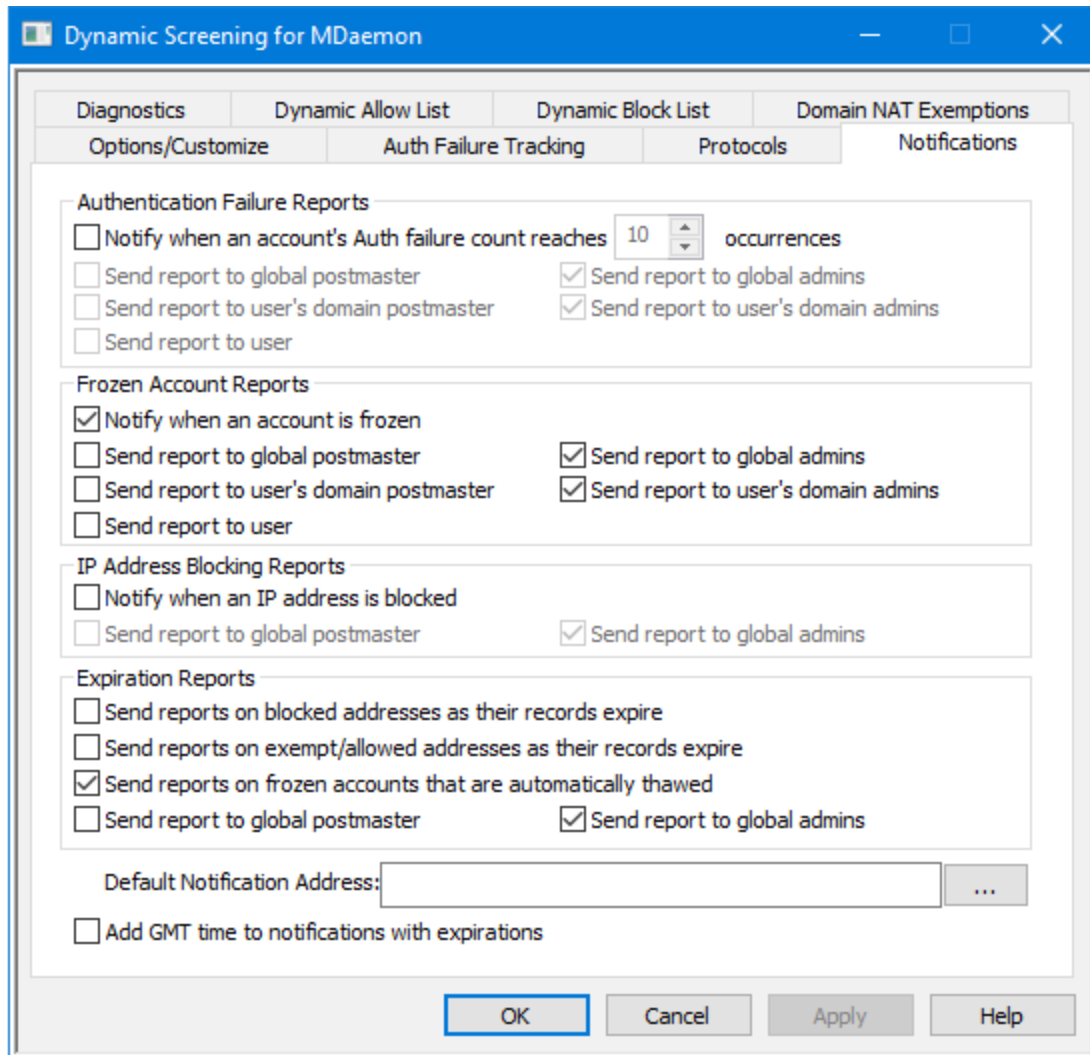 Dynamic Screening for MDaemon
Diagnostics Dynamic Allow List Dynamic Block List Domain NAT Exemptions
Options/Customize Auth Failure Tracking Protocols Notifications
Authentication Failure Reports
Notify when an account's Auth failure count reaches 10 occurrences
Send report to global postmaster Send report to global admins
Send report to user's domain postmaster Send report to user's domain admins
Send report to user
Frozen Account Reports
Notify when an account is frozen
Send report to global postmaster Send report to global admins
Send report to user's domain postmaster Send report to user's domain admins
Send report to user
IP Address Blocking Reports
Notify when an IP address is blocked
Send report to global postmaster Send report to global admins
Expiration Reports
Send reports on blocked addresses as their records expire
Send reports on exempt/allowed addresses as their records expire
Send reports on frozen accounts that are automatically thawed
Send report to global postmaster Send report to global admins
Default Notification Address: ...
Add GMT time to notifications with expirations
OK Cancel Apply Help